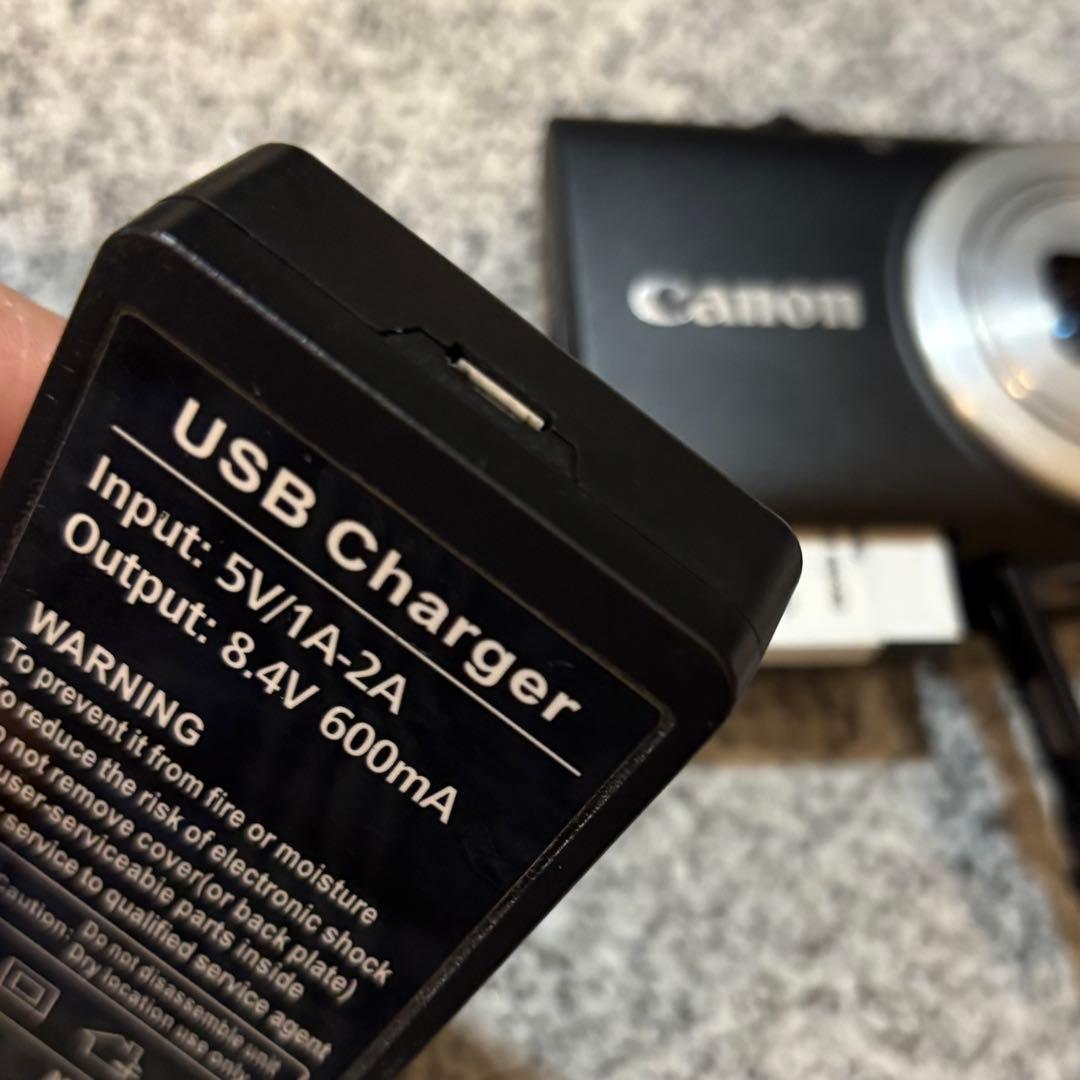 Canon
USB Charger
Input: 5V/1A-2A
Output: 8.4V 600mA
WARNING
To prevent it from fire or moisture
To reduce the risk of electronic shock
not remove cover(or back plate)
user-serviceable parts inside
service to qualified service agent
Caution: Do not disassemble unit
Dry location use only